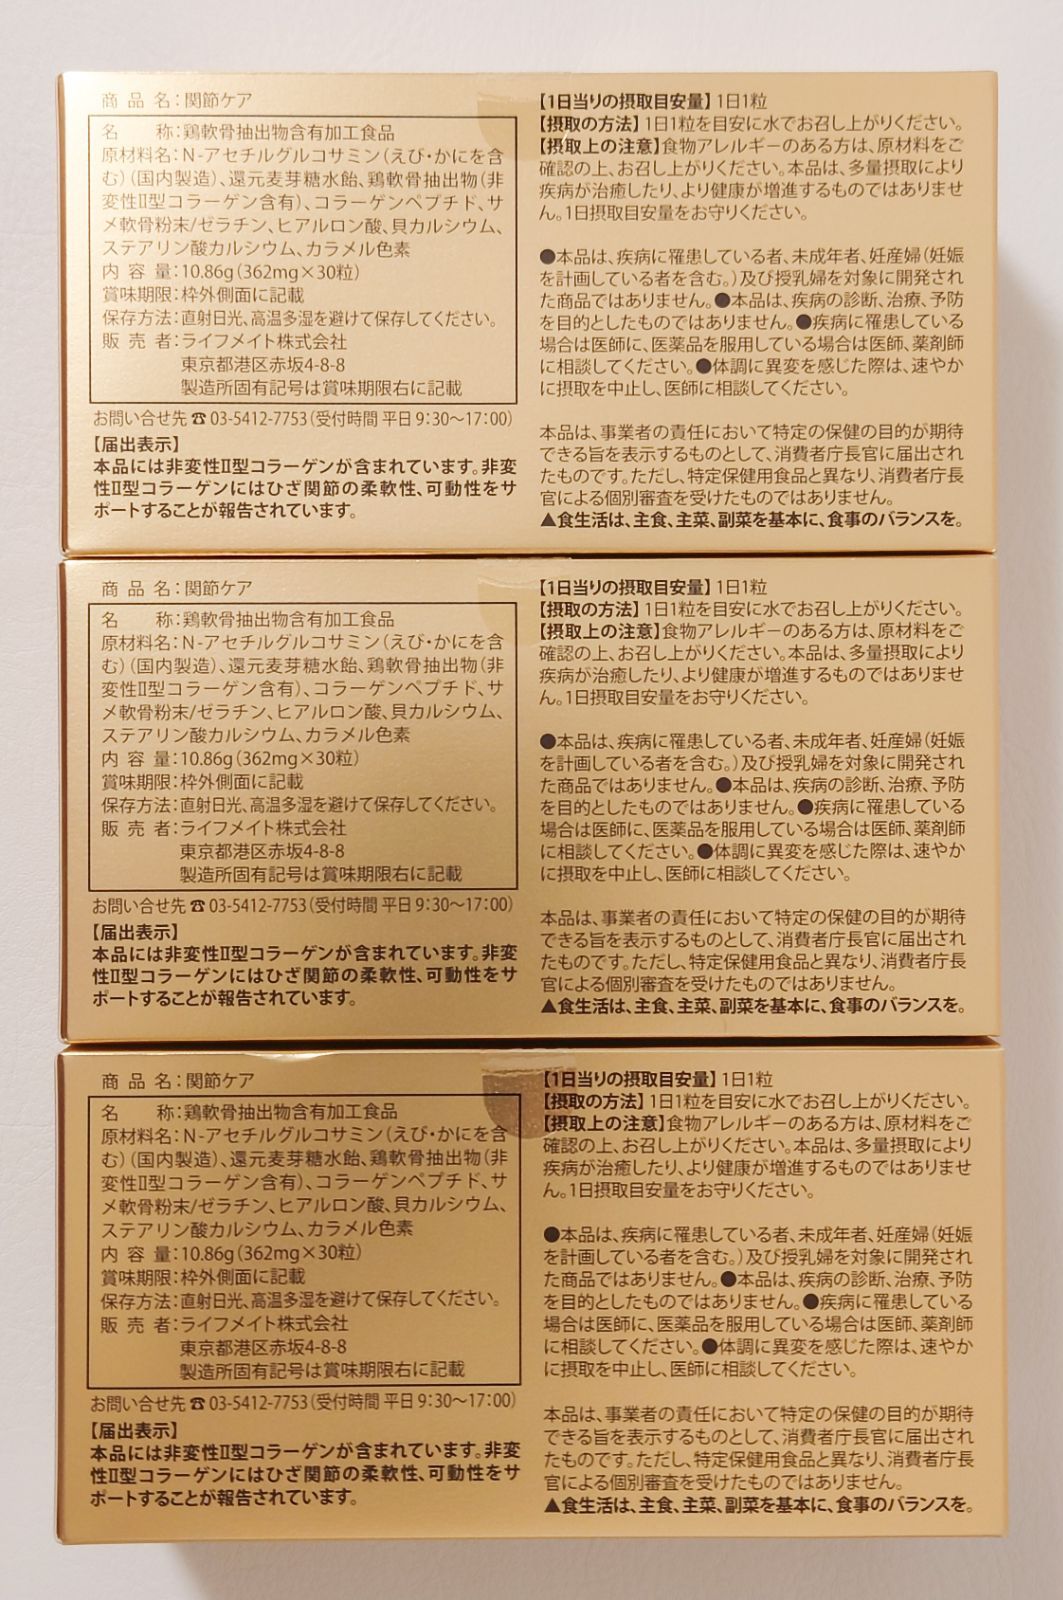 商品名：関節ケア
名　　称：鶏軟骨抽出物含有加工食品
原材料名：N-アセチルグルコサミン（えび・かにを含
む）（国内製造）、還元麦芽糖水飴、鶏軟骨抽出物（非
変性Ⅱ型コラーゲン含有）、コラーゲンペプチド、サ
メ軟骨粉末/ゼラチン、ヒアルロン酸、貝カルシウム、
ステアリン酸カルシウム、カラメル色素
内容量：10.86g（362mg×30粒）
賞味期限：枠外側面に記載
保存方法：直射日光、高温多湿を避けて保存してください。
販売者：ライフメイト株式会社
東京都港区赤坂4-8-8
製造所固有記号は賞味期限右に記載
お問い合せ先☎03-5412-7753（受付時間 平日 9：30～17：00）
【届出表示】
本品には非変性Ⅱ型コラーゲンが含まれています。非変
性Ⅱ型コラーゲンにはひざ関節の柔軟性、可動性をサ
ポートすることが報告されています。
【1日当りの摂取目安量】1日1粒
【摂取の方法】1日1粒を目安に水でお召し上がりください。
【摂取上の注意】食物アレルギーのある方は、原材料をご
確認の上、お召し上がりください。本品は、多量摂取により
疾病が治癒したり、より健康が増進するものではありませ
ん。1日摂取目安量をお守りください。
●本品は、疾病に罹患している者、未成年者、妊産婦（妊娠
を計画している者を含む。）及び授乳婦を対象に開発され
た商品ではありません。●本品は、疾病の診断、治療、予防
を目的としたものではありません。●疾病に罹患している
場合は医師に、医薬品を服用している場合は医師、薬剤師
に相談してください。●体調に異変を感じた際は、速やか
に摂取を中止し、医師に相談してください。
本品は、事業者の責任において特定の保健の目的が期待
できる旨を表示するものとして、消費者庁長官に届出され
たものです。ただし、特定保健用食品と異なり、消費者庁長
官による個別審査を受けたものではありません。
▲食生活は、主食、主菜、副菜を基本に、食事のバランスを。
商品名：関節ケア
名　　称：鶏軟骨抽出物含有加工食品
原材料名：N-アセチルグルコサミン（えび・かにを含
む）（国内製造）、還元麦芽糖水飴、鶏軟骨抽出物（非
変性Ⅱ型コラーゲン含有）、コラーゲンペプチド、サ
メ軟骨粉末/ゼラチン、ヒアルロン酸、貝カルシウム、
ステアリン酸カルシウム、カラメル色素
内容量：10.86g（362mg×30粒）
賞味期限：枠外側面に記載
保存方法：直射日光、高温多湿を避けて保存してください。
販売者：ライフメイト株式会社
東京都港区赤坂4-8-8
製造所固有記号は賞味期限右に記載
お問い合せ先☎03-5412-7753（受付時間 平日 9：30～17：00）
【届出表示】
本品には非変性Ⅱ型コラーゲンが含まれています。非変
性Ⅱ型コラーゲンにはひざ関節の柔軟性、可動性をサ
ポートすることが報告されています。
【1日当りの摂取目安量】1日1粒
【摂取の方法】1日1粒を目安に水でお召し上がりください。
【摂取上の注意】食物アレルギーのある方は、原材料をご
確認の上、お召し上がりください。本品は、多量摂取により
疾病が治癒したり、より健康が増進するものではありませ
ん。1日摂取目安量をお守りください。
●本品は、疾病に罹患している者、未成年者、妊産婦（妊娠
を計画している者を含む。）及び授乳婦を対象に開発され
た商品ではありません。●本品は、疾病の診断、治療、予防
を目的としたものではありません。●疾病に罹患している
場合は医師に、医薬品を服用している場合は医師、薬剤師
に相談してください。●体調に異変を感じた際は、速やか
に摂取を中止し、医師に相談してください。
本品は、事業者の責任において特定の保健の目的が期待
できる旨を表示するものとして、消費者庁長官に届出され
たものです。ただし、特定保健用食品と異なり、消費者庁長
官による個別審査を受けたものではありません。
▲食生活は、主食、主菜、副菜を基本に、食事のバランスを。
商品名：関節ケア
名　　称：鶏軟骨抽出物含有加工食品
原材料名：N-アセチルグルコサミン（えび・かにを含
む）（国内製造）、還元麦芽糖水飴、鶏軟骨抽出物（非
変性Ⅱ型コラーゲン含有）、コラーゲンペプチド、サ
メ軟骨粉末/ゼラチン、ヒアルロン酸、貝カルシウム、
ステアリン酸カルシウム、カラメル色素
内容量：10.86g（362mg×30粒）
賞味期限：枠外側面に記載
保存方法：直射日光、高温多湿を避けて保存してください。
販売者：ライフメイト株式会社
東京都港区赤坂4-8-8
製造所固有記号は賞味期限右に記載
お問い合せ先☎03-5412-7753（受付時間 平日 9：30～17：00）
【届出表示】
本品には非変性Ⅱ型コラーゲンが含まれています。非変
性Ⅱ型コラーゲンにはひざ関節の柔軟性、可動性をサ
ポートすることが報告されています。
【1日当りの摂取目安量】1日1粒
【摂取の方法】1日1粒を目安に水でお召し上がりください。
【摂取上の注意】食物アレルギーのある方は、原材料をご
確認の上、お召し上がりください。本品は、多量摂取により
疾病が治癒したり、より健康が増進するものではありませ
ん。1日摂取目安量をお守りください。
●本品は、疾病に罹患している者、未成年者、妊産婦（妊娠
を計画している者を含む。）及び授乳婦を対象に開発され
た商品ではありません。●本品は、疾病の診断、治療、予防
を目的としたものではありません。●疾病に罹患している
場合は医師に、医薬品を服用している場合は医師、薬剤師
に相談してください。●体調に異変を感じた際は、速やか
に摂取を中止し、医師に相談してください。
本品は、事業者の責任において特定の保健の目的が期待
できる旨を表示するものとして、消費者庁長官に届出され
たものです。ただし、特定保健用食品と異なり、消費者庁長
官による個別審査を受けたものではありません。
▲食生活は、主食、主菜、副菜を基本に、食事のバランスを。